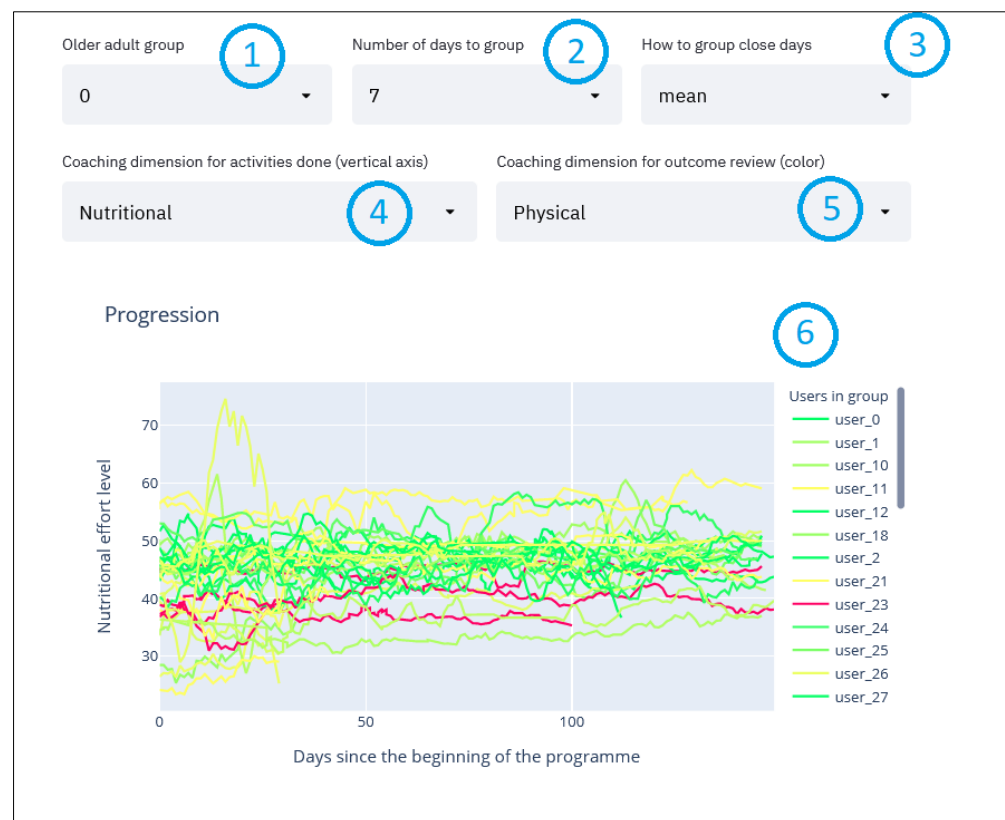 Older adult group
1
Number of days to group
2
How to group close days
3
0
7
mean
Coaching dimension for activities done (vertical axis)
Coaching dimension for outcome review (color)
Nutritional
4
Physical
5
Progression
6
Users in group
user_0
user_1
user_10
user_11
user_12
user_18
user_2
user_21
user_23
user_24
user_25
user_26
user_27
Nutritional effort level
70
60
50
40
30
0
50
100
Days since the beginning of the programme